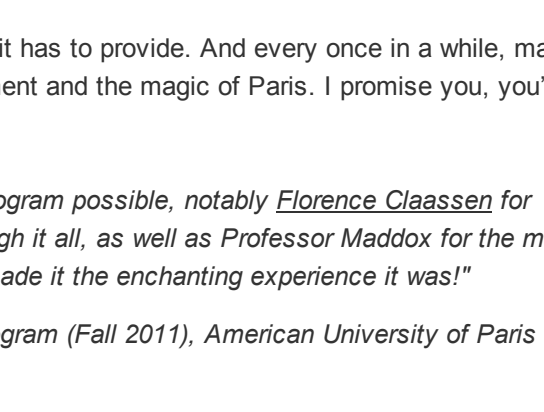 it has to provide. And every once in a while, ma
ent and the magic of Paris. I promise you, you'
ogram possible, notably Florence Claassen for
gh it all, as well as Professor Maddox for the m
ade it the enchanting experience it was!"
gram (Fall 2011), American University of Paris